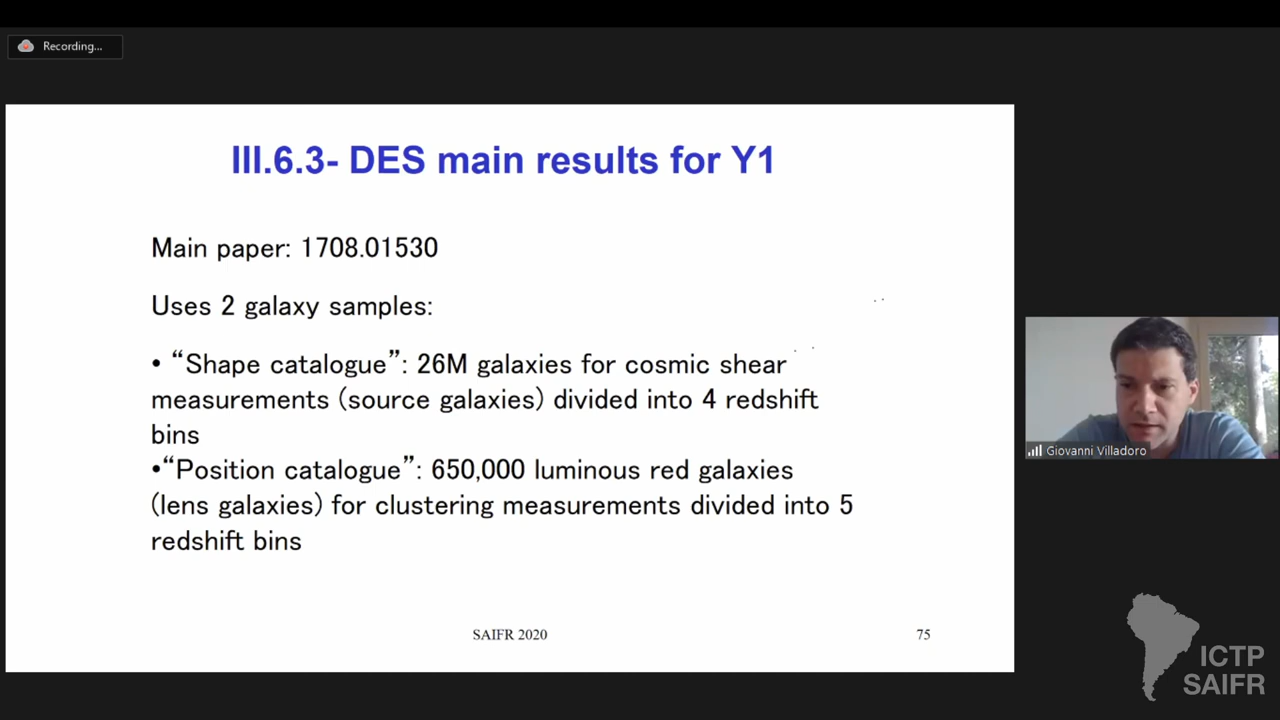 Recording...
III.6.3- DES main results for Y1
Main paper: 1708.01530
Uses 2 galaxy samples:
• “Shape catalogue”: 26M galaxies for cosmic shear
measurements (source galaxies) divided into 4 redshift
bins
•“Position catalogue”: 650,000 luminous red galaxies
(lens galaxies) for clustering measurements divided into 5
redshift bins
SAIFR 2020
75
Giovanni Villadoro
ICTP
SAIFR